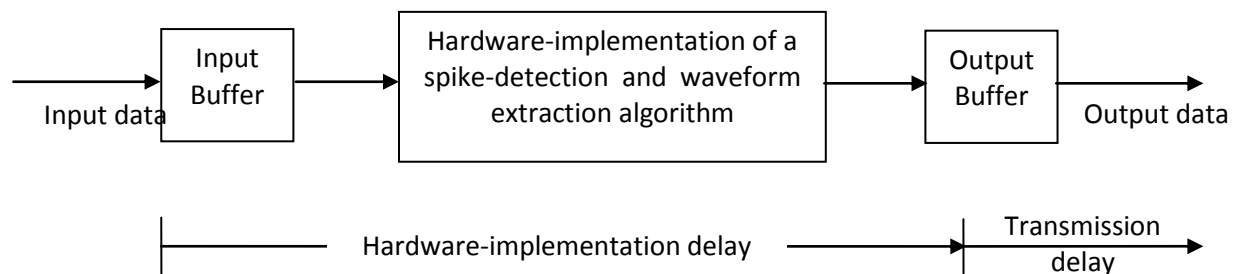 Input data
Input
Buffer
Hardware-implementation of a
spike-detection and waveform
extraction algorithm
Output
Buffer
Output data
Hardware-implementation delay
Transmission
delay